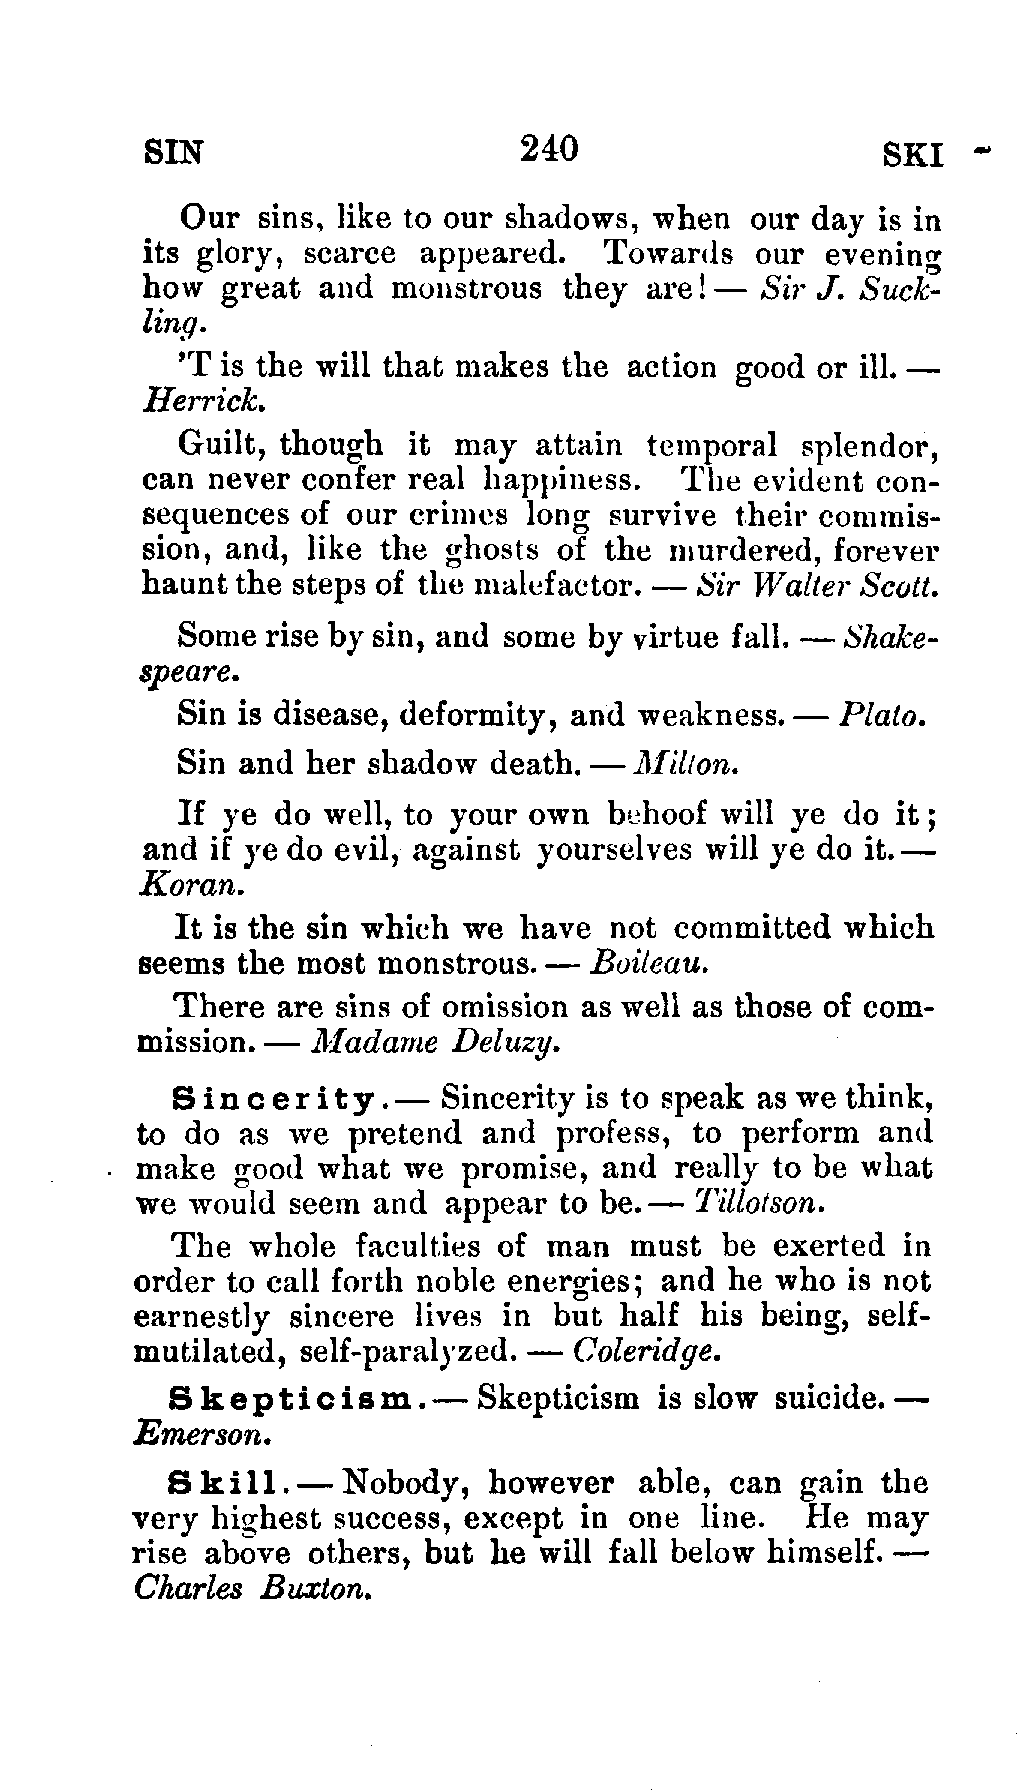 SIN 240 SKI
Our sins, like to our shadows, when our day is in
its glory, scarce appeared. Towards our evening
how great and monstrous they are! — Sir J. Suck-
ling.
'T is the will that makes the action good or ill. —
Herrick.
Guilt, though it may attain temporal splendor,
can never confer real happiness. The evident con-
sequences of our crimes long survive their commis-
sion, and, like the ghosts of the murdered, forever
haunt the steps of the malefactor. — Sir Walter Scott.
Some rise by sin, and some by virtue fall. — Shake-
speare.
Sin is disease, deformity, and weakness. — Plato.
Sin and her shadow death. — Milton.
If ye do well, to your own behoof will ye do it;
and if ye do evil, against yourselves will ye do it. —
Koran.
It is the sin which we have not committed which
seems the most monstrous. — Boileau.
There are sins of omission as well as those of com-
mission. — Madame Deluzy.
Sincerity. — Sincerity is to speak as we think,
to do as we pretend and profess, to perform and
make good what we promise, and really to be what
we would seem and appear to be. — Tillotson.
The whole faculties of man must be exerted in
order to call forth noble energies; and he who is not
earnestly sincere lives in but half his being, self-
mutilated, self-paralyzed. — Coleridge.
Skepticism. — Skepticism is slow suicide. —
Emerson.
Skill. — Nobody, however able, can gain the
very highest success, except in one line. He may
rise above others, but he will fall below himself. —
Charles Buxton.